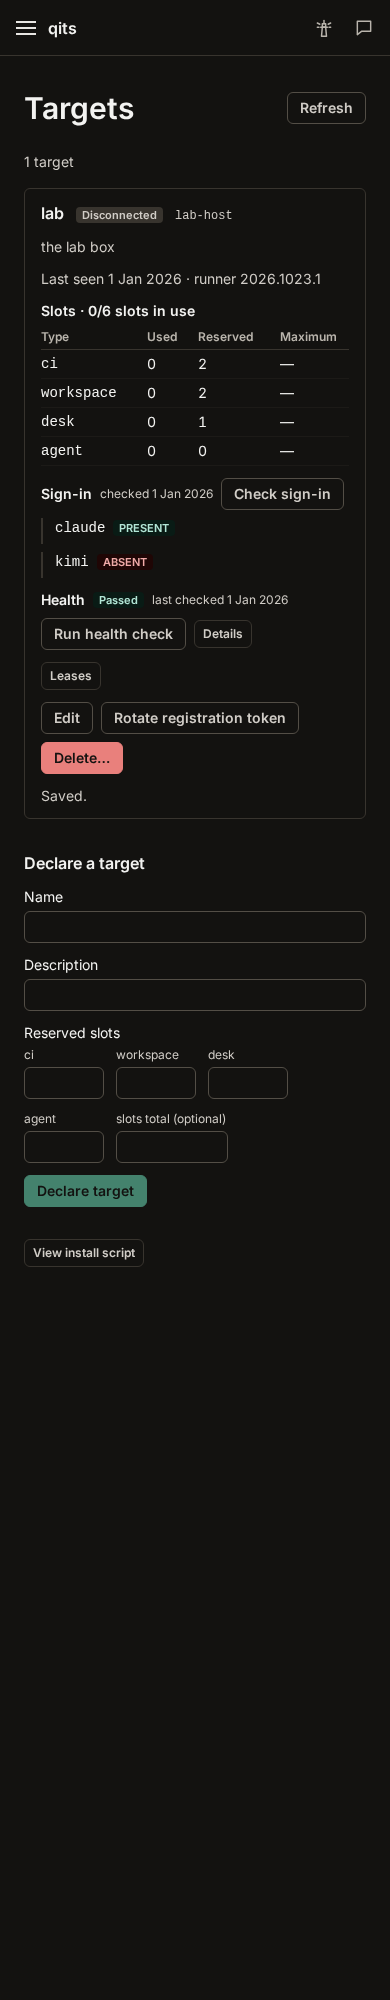 qits
Targets
Refresh
1 target
lab Disconnected lab-host
the lab box
Last seen 1 Jan 2026 · runner 2026.1023.1
Slots · 0/6 slots in use
Type Used Reserved Maximum
ci 0 2 —
workspace 0 2 —
desk 0 1 —
agent 0 0 —
Sign-in checked 1 Jan 2026 Check sign-in
claude PRESENT
kimi ABSENT
Health Passed last checked 1 Jan 2026
Run health check Details
Leases
Edit Rotate registration token
Delete...
Saved.
Declare a target
Name
Description
Reserved slots
ci workspace desk
agent slots total (optional)
Declare target
View install script